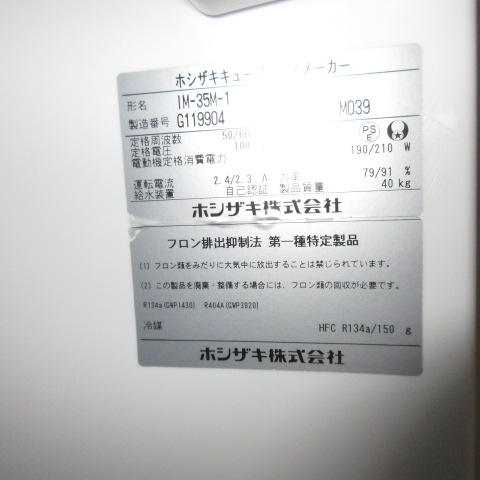 ホシザキキューブ メーカー
形名 IM-35M-1 M039
製造番号 G119904
定格周波数 50/60
定格電圧 100
電動機定格消費電力 190/210 W
PSE
運転電流 2.4/2.3 A 力率 79/91 %
給水装置 自己認証 製品質量 40 kg
ホシザキ株式会社
フロン排出抑制法 第一種特定製品
(1) フロン類をみだりに大気中に放出することは禁じられています。
(2) この製品を廃棄・整備する場合には、フロン類の回収が必要です。
R134a(GWP1430) R404A(GWP3920)
冷媒 HFC R134a/150 g
ホシザキ株式会社